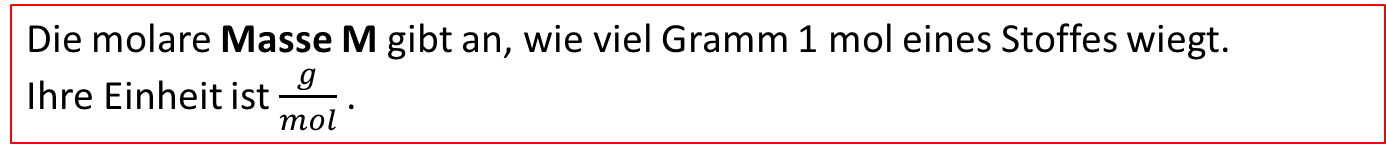 Die molare Masse M gibt an, wie viel Gramm 1 mol eines Stoffes wiegt.
Ihre Einheit ist g/mol .